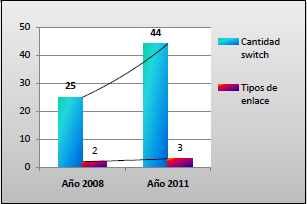 50
40
30
20
10
0
25
2
44
3
Año 2008
Año 2011
Cantidad
switch
Tipos de
enlace